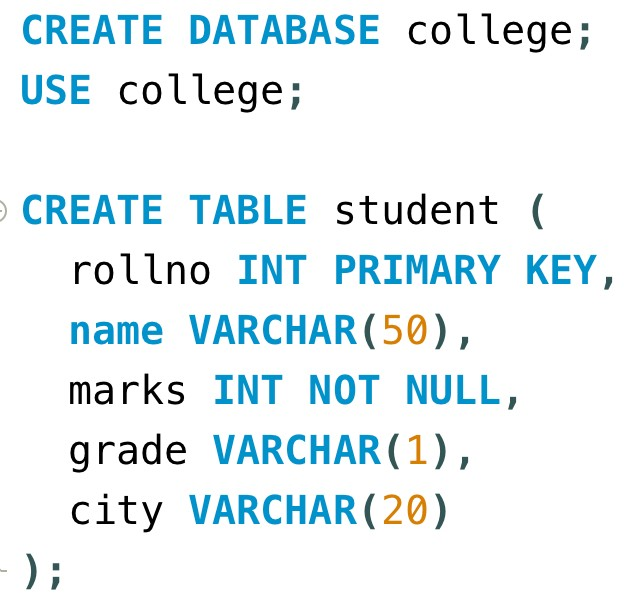 CREATE DATABASE college;
USE college;
CREATE TABLE student (
rollno INT PRIMARY KEY,
name VARCHAR(50),
marks INT NOT NULL,
grade VARCHAR(1),
city VARCHAR(20)
);